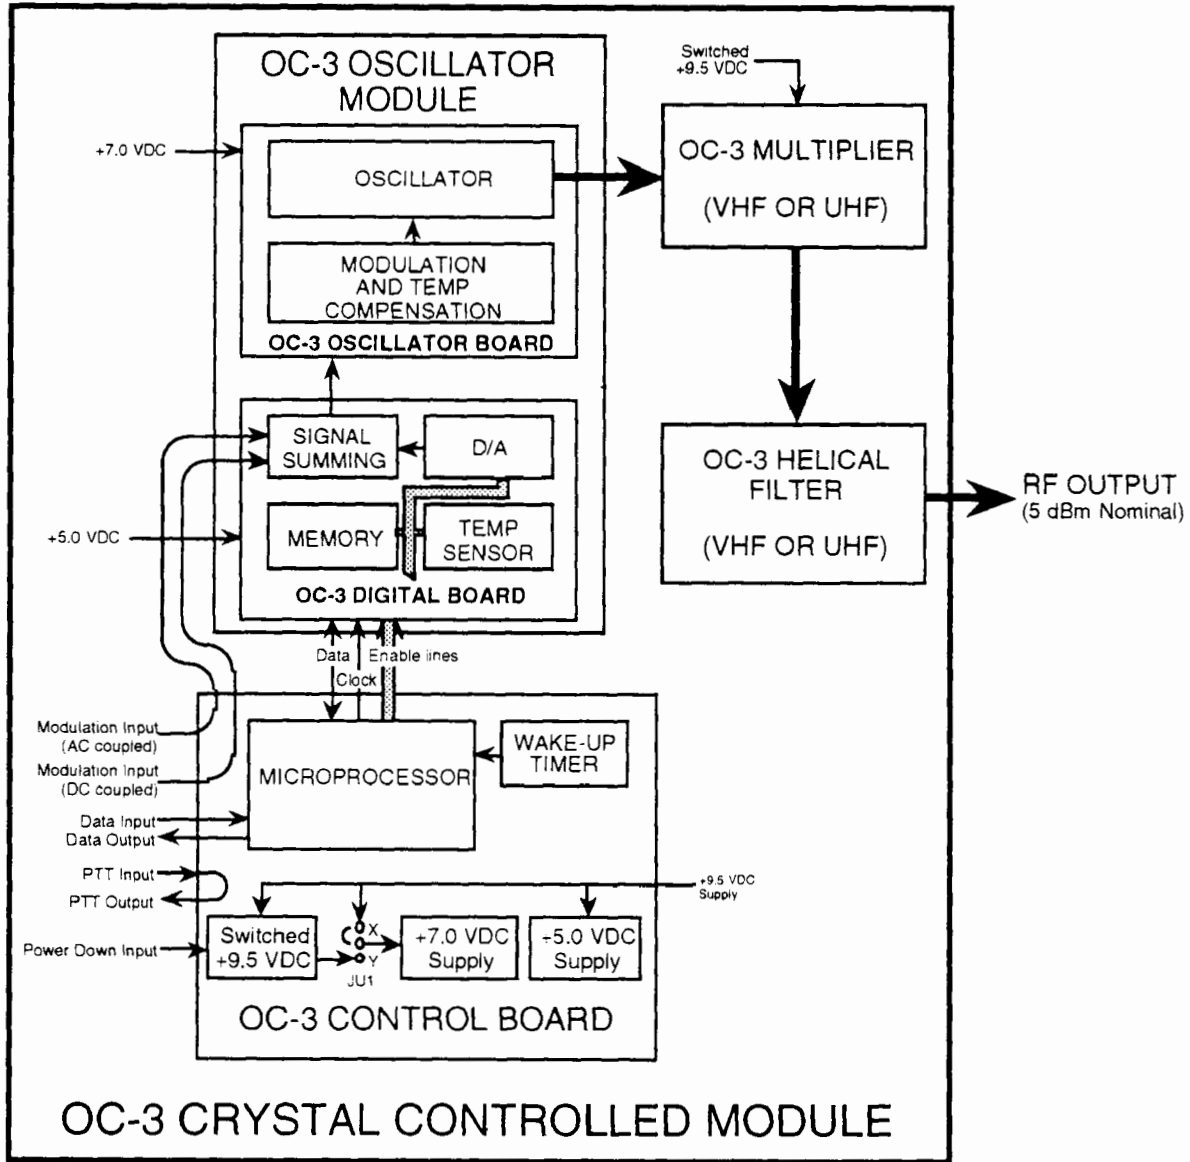 OC-3 OSCILLATOR
MODULE
+7.0 VDC
OSCILLATOR
MODULATION
AND TEMP
COMPENSATION
OC-3 OSCILLATOR BOARD
Switched
+9.5 VDC
OC-3 MULTIPLIER
(VHF OR UHF)
SIGNAL
SUMMING
D/A
+5.0 VDC
MEMORY
TEMP
SENSOR
OC-3 DIGITAL BOARD
OC-3 HELICAL
FILTER
(VHF OR UHF)
RF OUTPUT
(5 dBm Nominal)
Data
Enable lines
Clock
Modulation Input
(AC coupled)
Modulation Input
(DC coupled)
MICROPROCESSOR
WAKE-UP
TIMER
Data Input
Data Output
PTT Input
PTT Output
+9.5 VDC
Supply
Power Down Input
Switched
+9.5 VDC
X
Y
JU1
+7.0 VDC
Supply
+5.0 VDC
Supply
OC-3 CONTROL BOARD
OC-3 CRYSTAL CONTROLLED MODULE